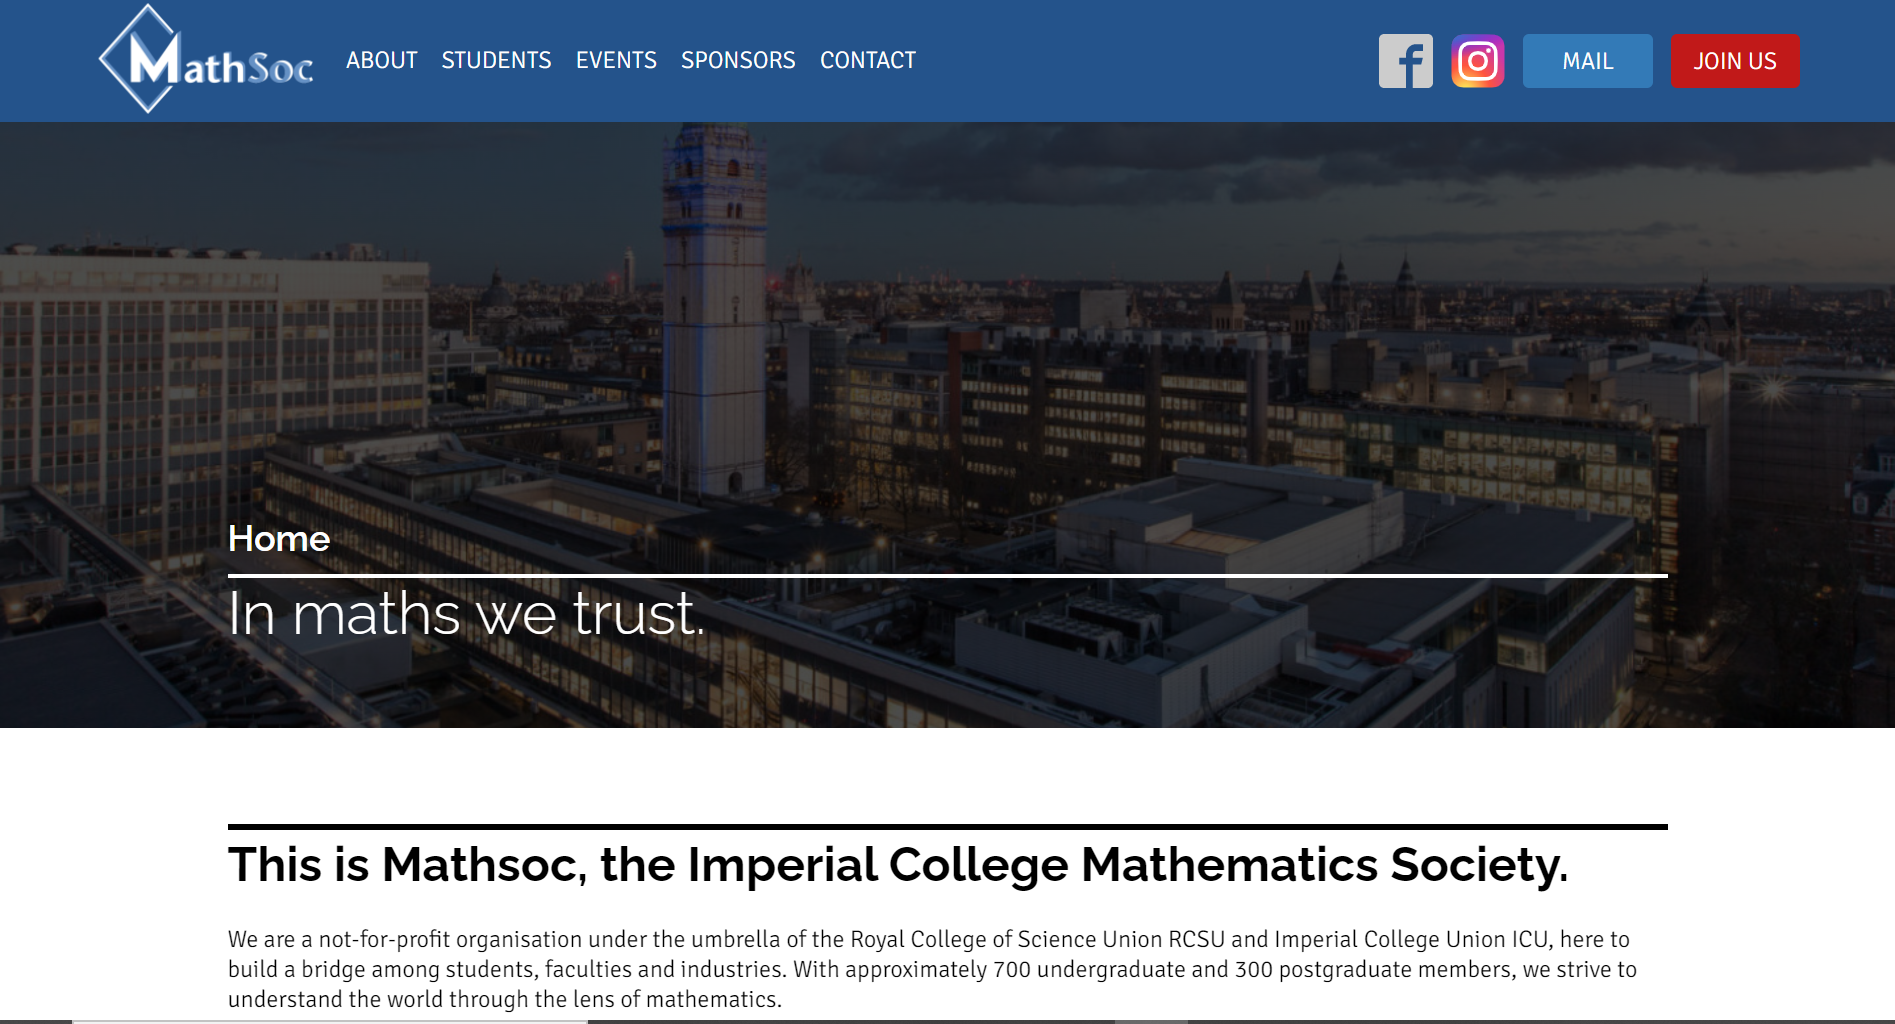 MathSoc
ABOUT STUDENTS EVENTS SPONSORS CONTACT
MAIL JOIN US
Home
In maths we trust.
This is Mathsoc, the Imperial College Mathematics Society.
We are a not-for-profit organisation under the umbrella of the Royal College of Science Union RCSU and Imperial College Union ICU, here to
build a bridge among students, faculties and industries. With approximately 700 undergraduate and 300 postgraduate members, we strive to
understand the world through the lens of mathematics.